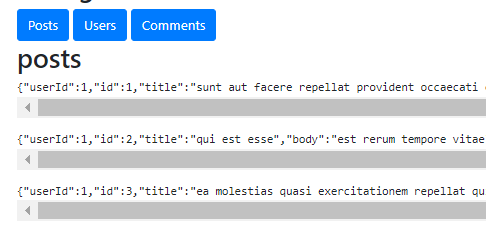 Posts Users Comments
posts
{"userId":1,"id":1,"title":"sunt aut facere repellat provident occaecati
{"userId":1,"id":2,"title":"qui est esse","body":"est rerum tempore vitae
{"userId":1,"id":3,"title":"ea molestias quasi exercitationem repellat qu